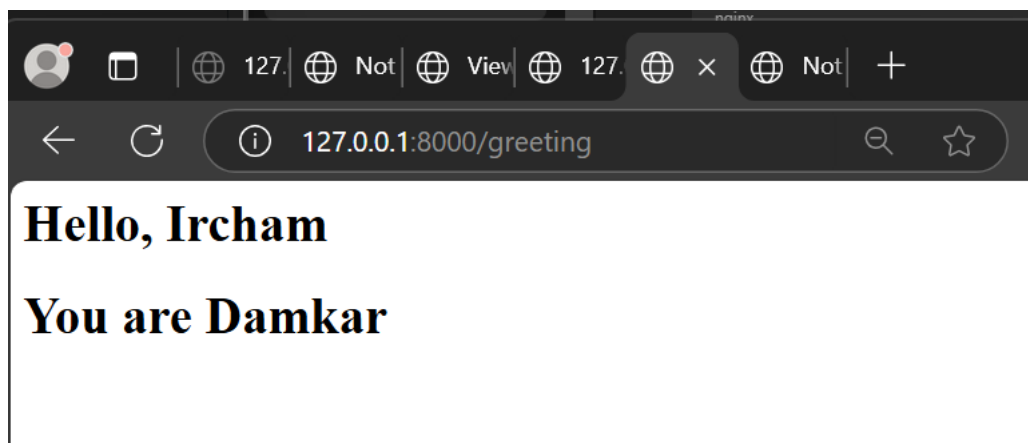 nginx
127.
Not
View
127.
Not
127.0.0.1:8000/greeting
Hello, Ircham
You are Damkar